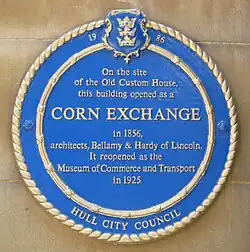 19 86
On the site
of the Old Custom House,
this building opened as a
CORN EXCHANGE
in 1856,
architects, Bellamy & Hardy of Lincoln.
It reopened as the
Museum of Commerce and Transport
in 1925
HULL CITY COUNCIL